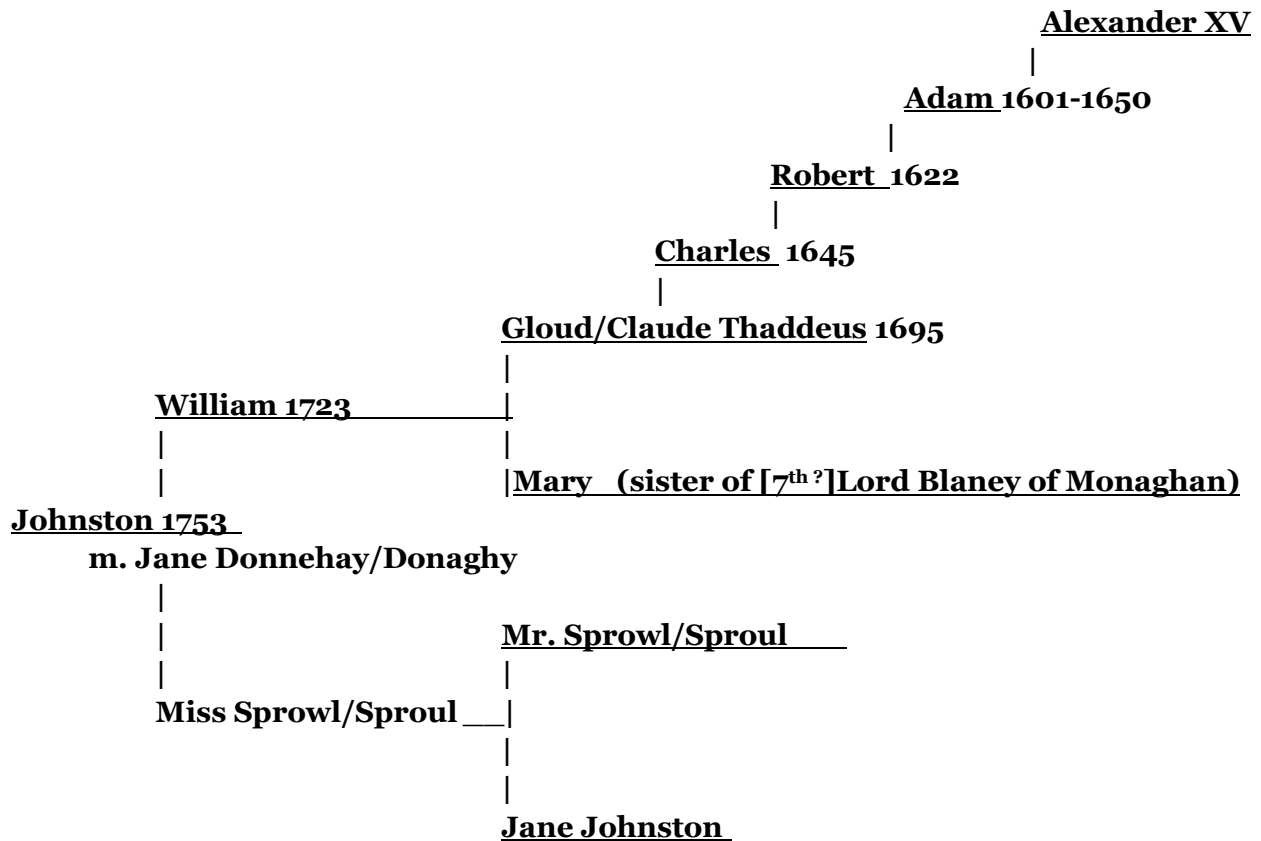 Alexander XV
|
Adam 1601-1650
|
Robert 1622
|
Charles 1645
|
Gloud/Claude Thaddeus 1695
|
William 1723 |
| |
| |Mary (sister of [7th ?]Lord Blaney of Monaghan)
Johnston 1753
m. Jane Donnehay/Donaghy
|
| Mr. Sprowl/Sproul
| |
Miss Sprowl/Sproul __|
|
|
Jane Johnston